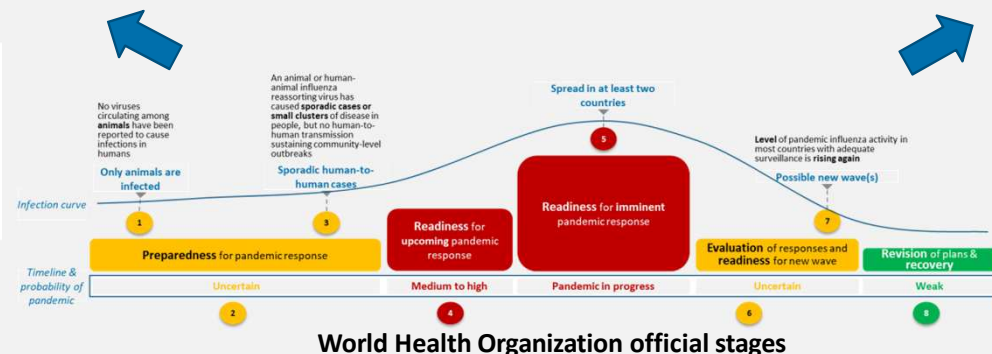 No viruses
circulating among
animals have been
reported to cause
infections in
humans
Only animals are
infected
An animal or human-
animal influenza
reassorting virus has
caused sporadic cases or
small clusters of disease in
people, but no human-to-
human transmission
sustaining community-level
outbreaks
Sporadic human-to-
human cases
Spread in at least two
countries
Level of pandemic influenza activity in
most countries with adequate
surveillance is rising again
Possible new wave(s)
Infection curve
1
3
5
7
Preparedness for pandemic response
Readiness for
upcoming pandemic
response
Readiness for imminent
pandemic response
Evaluation of responses and
readiness for new wave
Revision of plans &
recovery
Timeline &
probability of
pandemic
Uncertain
Medium to high
Pandemic in progress
Uncertain
Weak
2
4
6
8
World Health Organization official stages